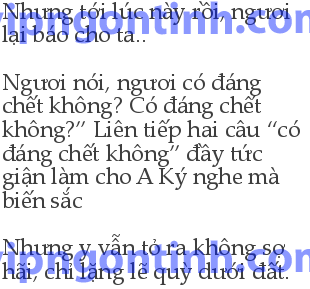 Nhưng tới lúc này rồi, ngươi
lại báo cho ta..
Ngươi nói, ngươi có đáng
chết không? Có đáng chết
không?” Liên tiếp hai câu “có
đáng chết không” đầy tức
giận làm cho A Ký nghe mà
biến sắc
Nhưng y vẫn tỏ ra không sợ
hãi, chỉ lặng lẽ quỳ dưới đất.